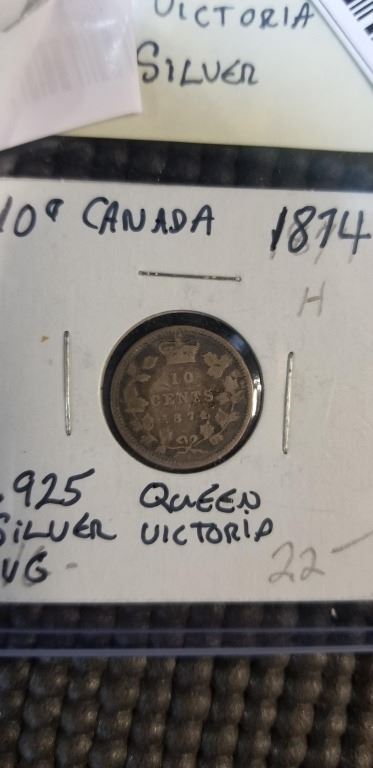 VICTORIA
SILVER
10¢ CANADA 1874
H
10
CENTS
1874
.925 QUEEN
SILVER VICTORIA
VG - 22-